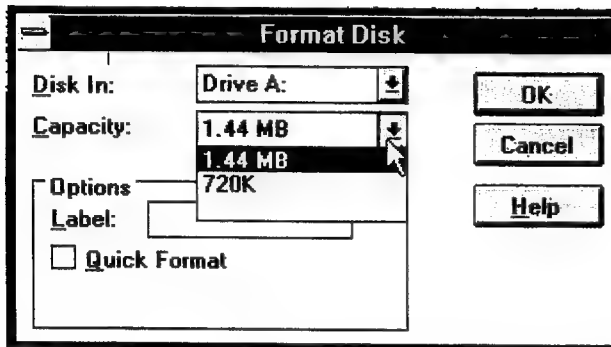 Format Disk
Disk In: Drive A: OK
Capacity: 1.44 MB Cancel
1.44 MB
720K
Options
Label: Help
Quick Format